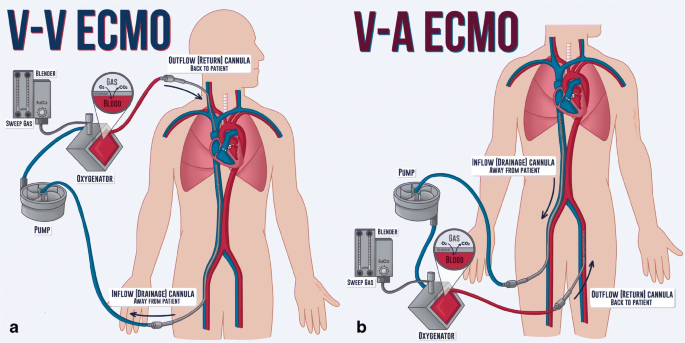 V-V ECMO
OUTFLOW (RETURN) CANNULA
BACK TO PATIENT
BLENDER
FdO2
SWEEP GAS
GAS
O2 CO2
BLOOD
OXYGENATOR
PUMP
INFLOW (DRAINAGE) CANNULA
AWAY FROM PATIENT
a
V-A ECMO
INFLOW (DRAINAGE) CANNULA
AWAY FROM PATIENT
PUMP
BLENDER
FdO2
SWEEP GAS
GAS
O2 CO2
BLOOD
OXYGENATOR
OUTFLOW (RETURN) CANNULA
BACK TO PATIENT
b